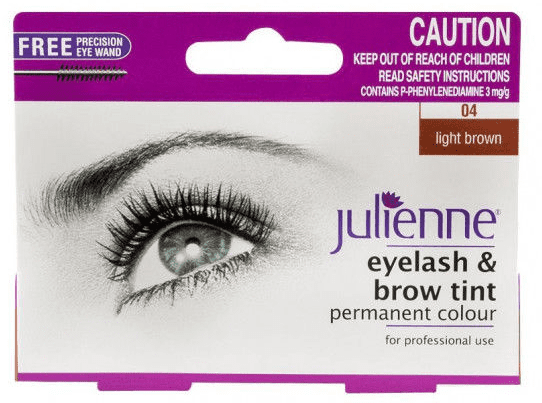 FREE PRECISION
EYE WAND
CAUTION
KEEP OUT OF REACH OF CHILDREN
READ SAFETY INSTRUCTIONS
CONTAINS P-PHENYLENEDIAMINE 3 mg/g
04
light brown
julienne®
eyelash &
brow tint
permanent colour
for professional use